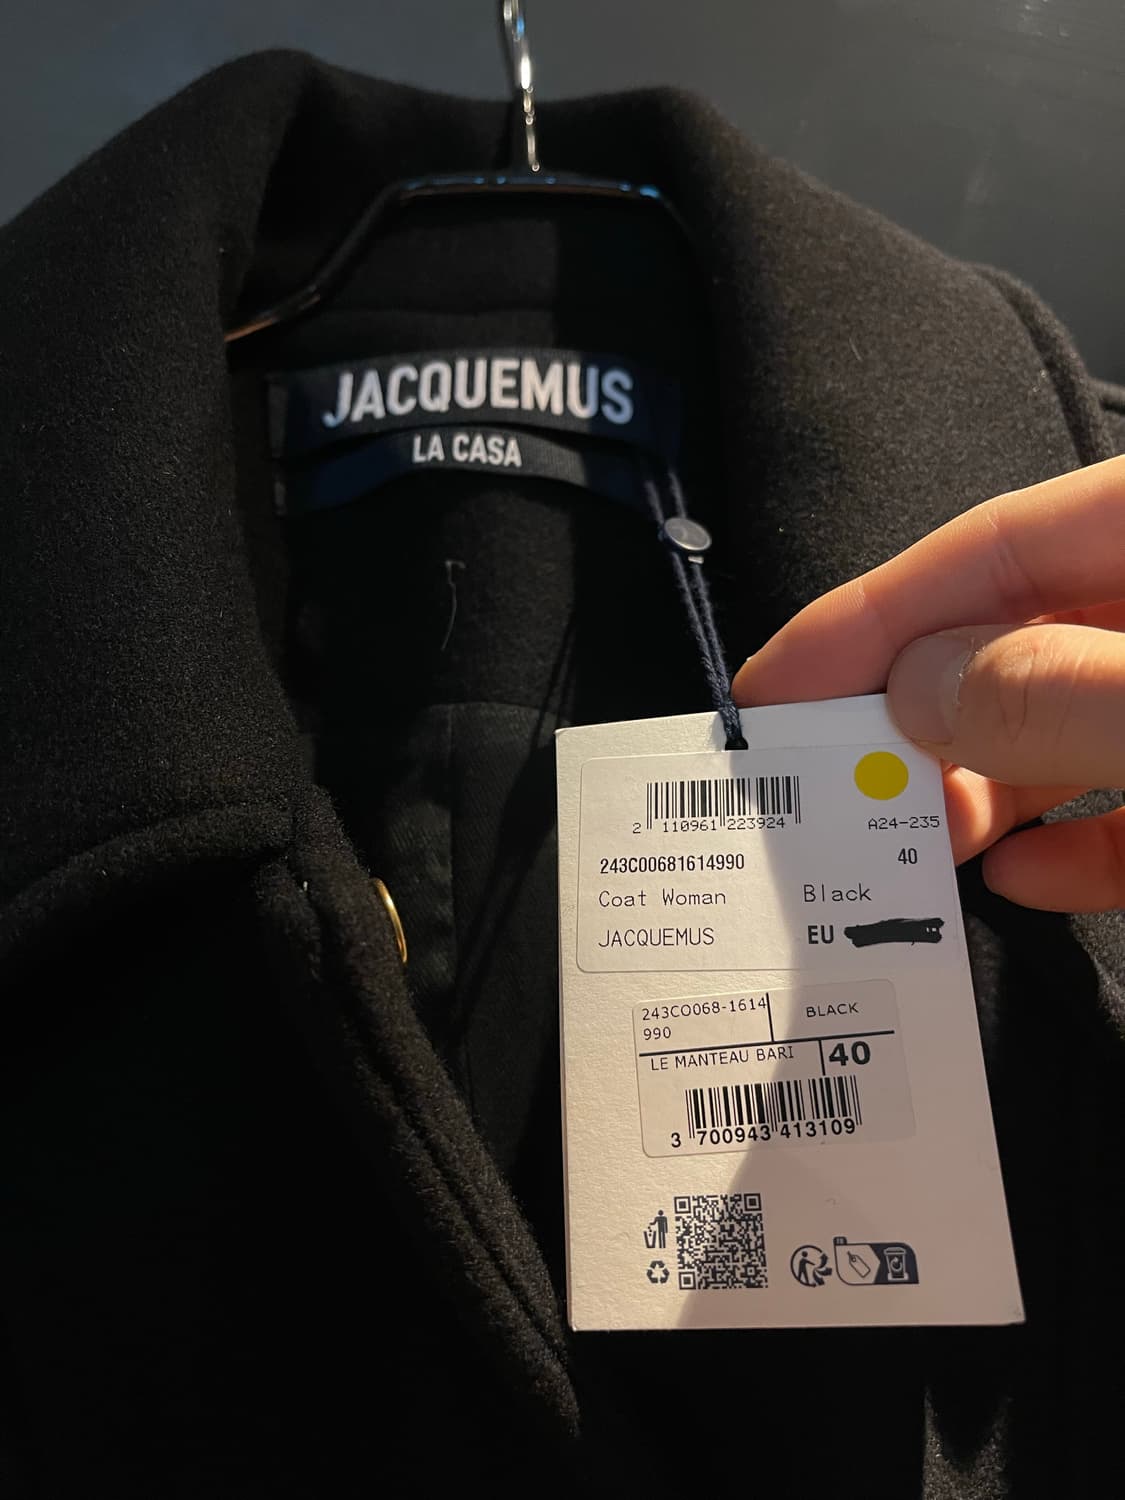 JACQUEMUS
LA CASA
2 110961 223924
A24-235
243CO0681614990
40
Coat Woman
Black
JACQUEMUS
EU
243CO068-1614
990
BLACK
LE MANTEAU BARI
40
3 700943 413109